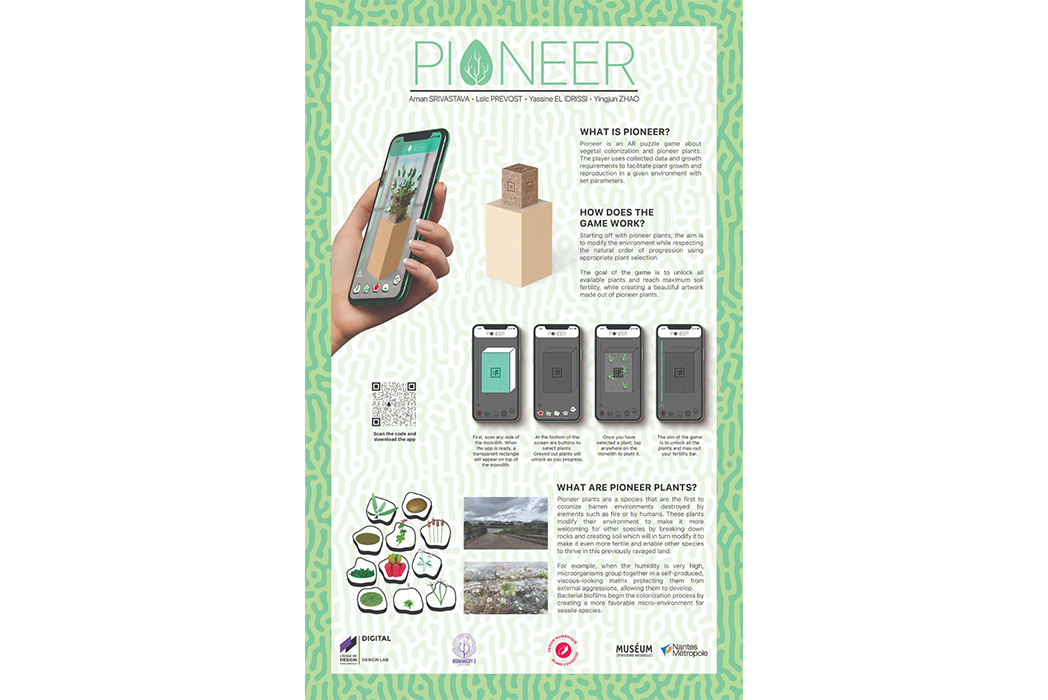 PIONEER
Aman SRIVASTAVA • Loïc PREVOST • Yassine EL IDRISSI • Yingjun ZHAO
WHAT IS PIONEER?
Pioneer is an AR puzzle game about
vegetal colonization and pioneer plants.
The player uses collected data and growth
requirements to facilitate plant growth and
reproduction in a given environment with
set parameters.
HOW DOES THE
GAME WORK?
Starting off with pioneer plants, the aim is
to modify the environment while respecting
the natural order of progression using
appropriate plant selection.
The goal of the game is to unlock all
available plants and reach maximum soil
fertility, while creating a beautiful artwork
made out of pioneer plants.
PIONEER
PIONEER
PIONEER
PIONEER
PIONEER
Scan the code and
download the app
First, scan any side of
the monolith. When
the app is ready, a
transparent rectangle
will appear on top of
the monolith.
At the bottom of the
screen are buttons to
select plants.
Greyed out plants will
unlock as you progress.
Once you have
selected a plant, tap
anywhere on the
monolith to plant it.
The aim of the game
is to unlock all the
plants and max-out
your fertility bar.
WHAT ARE PIONEER PLANTS?
Pioneer plants are a species that are the first to
colonize barren environments destroyed by
elements such as fire or by humans. These plants
modify their environment to make it more
welcoming for other species by breaking down
rocks and creating soil which will in turn modify it to
make it even more fertile and enable other species
to thrive in this previously ravaged land.
For example, when the humidity is very high,
microorganisms group together in a self-produced,
viscous-looking matrix protecting them from
external aggressions, allowing them to develop.
Bacterial biofilms begin the colonization process by
creating a more favorable micro-environment for
sessile species.
L'ÉCOLE DE
DESIGN
DIGITAL
DESIGN LAB
BIOMIMICRY 2
DESIGN NUMÉRIQUE
MUSÉUM
Nantes
Métropole